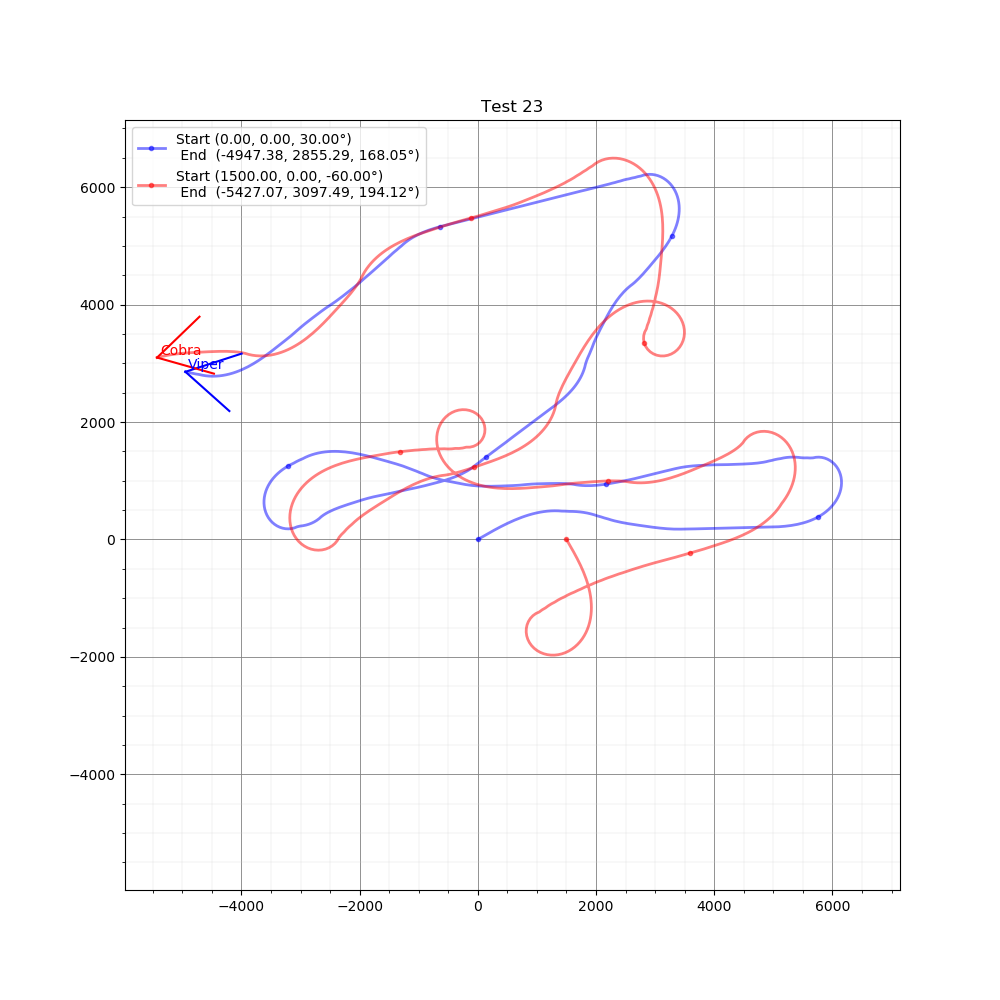 Test 23
Start (0.00, 0.00, 30.00°)
End (-4947.38, 2855.29, 168.05°)
Start (1500.00, 0.00, -60.00°)
End (-5427.07, 3097.49, 194.12°)
6000
4000
2000
0
−2000
−4000
Cobra
Viper
−4000 −2000 0 2000 4000 6000